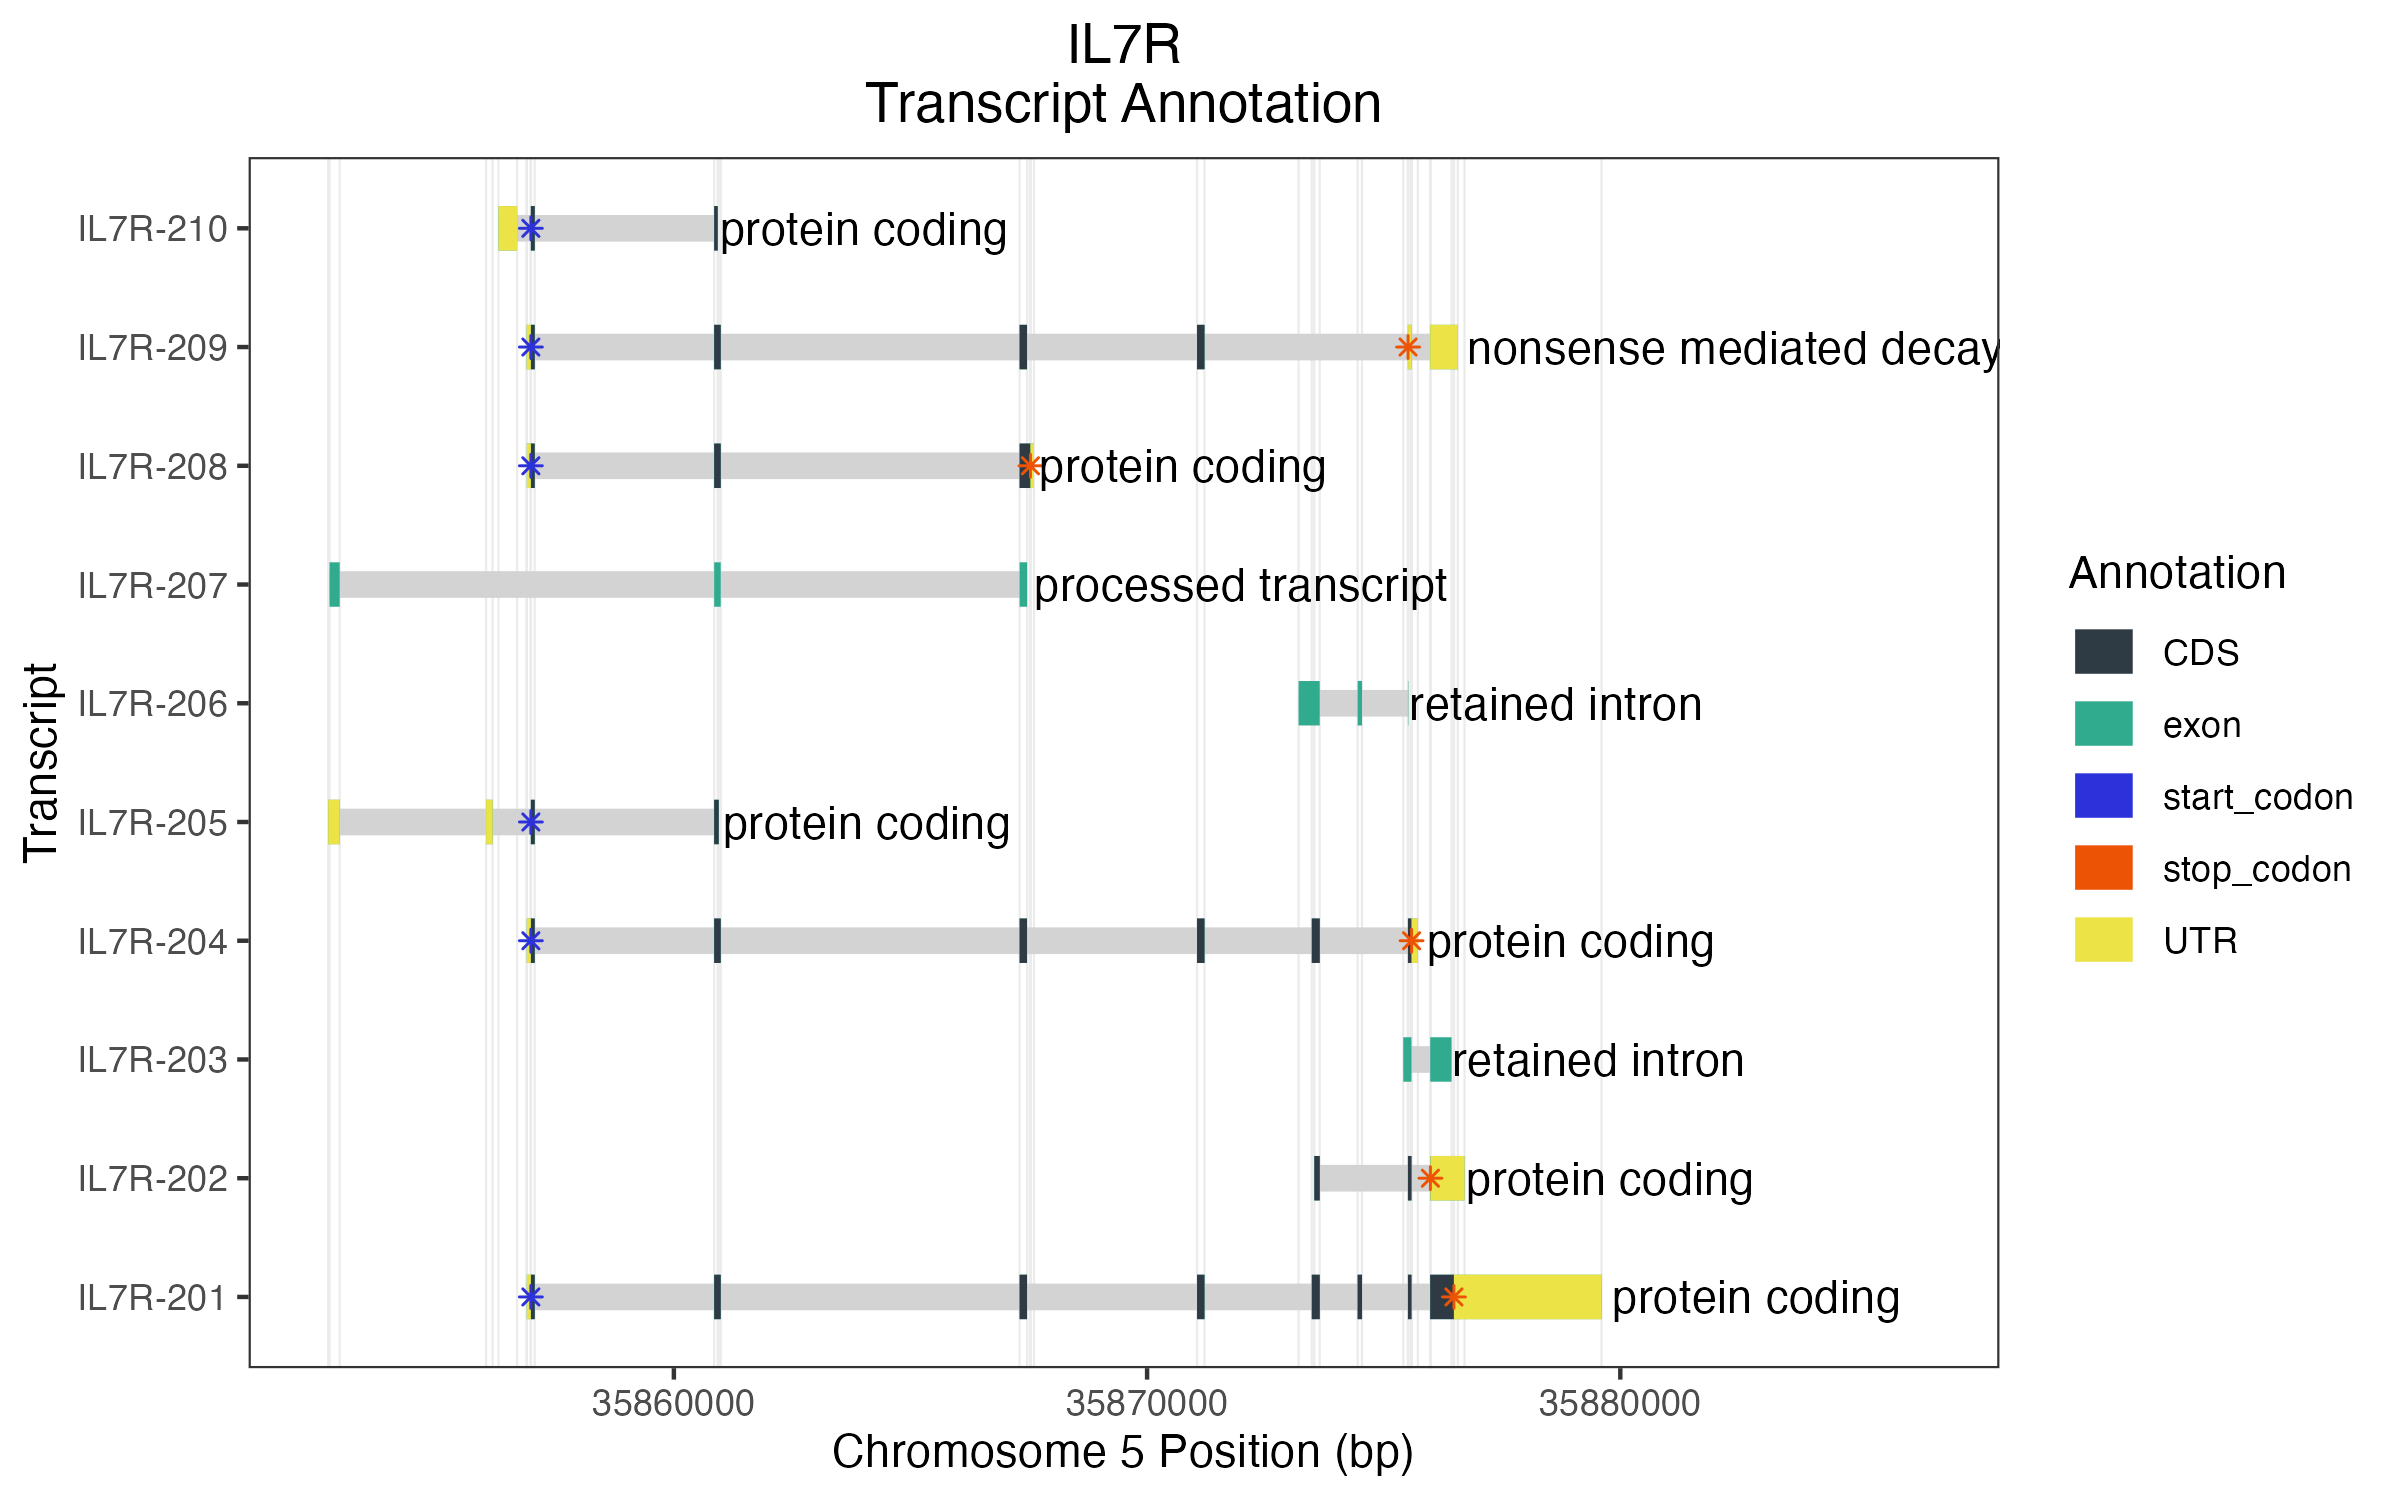 IL7R
Transcript Annotation
Transcript
IL7R-210
protein coding
IL7R-209
nonsense mediated decay
IL7R-208
protein coding
IL7R-207
processed transcript
IL7R-206
retained intron
IL7R-205
protein coding
IL7R-204
protein coding
IL7R-203
retained intron
IL7R-202
protein coding
IL7R-201
protein coding
35860000 35870000 35880000
Chromosome 5 Position (bp)
Annotation
CDS
exon
start_codon
stop_codon
UTR